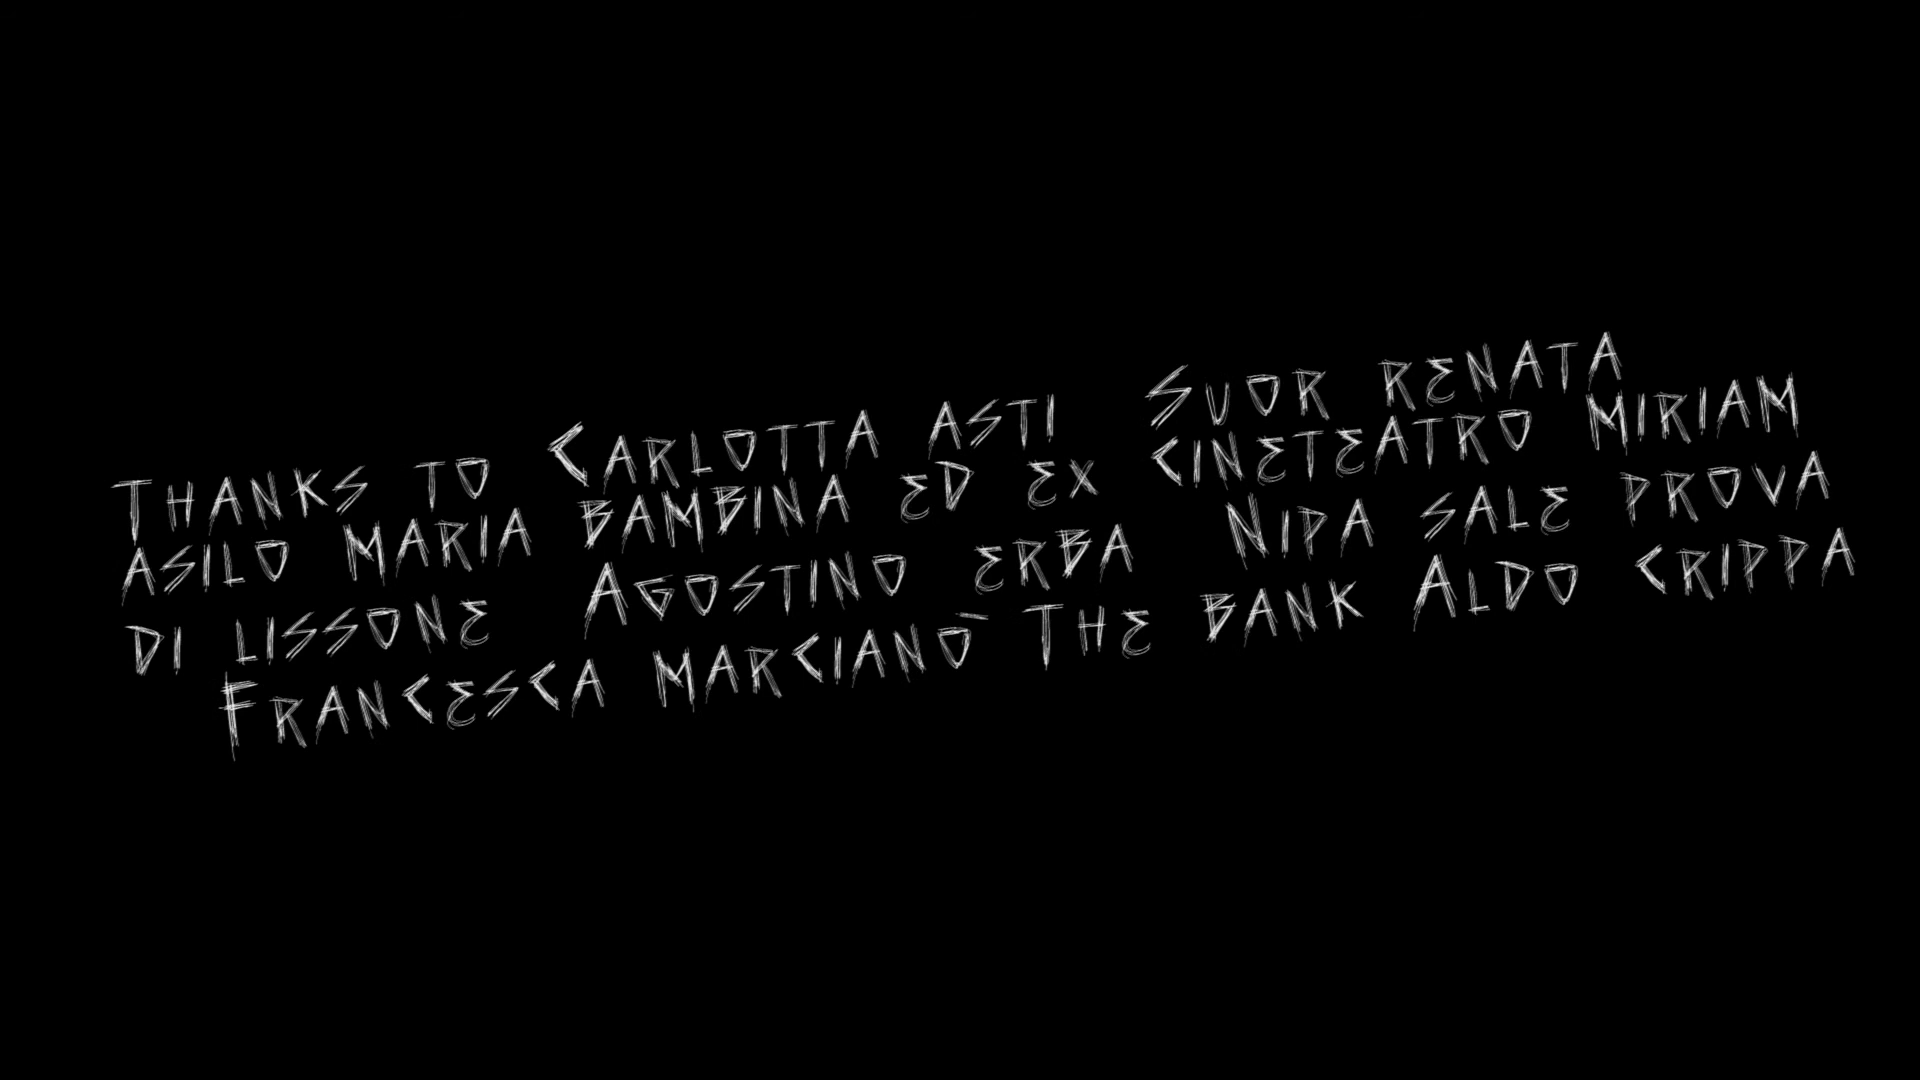 Thanks to Carlotta asti Suor renata
asilo maria bambina ed ex cineteatro Miriam
di lissone Agostino erba Nipa sale prova
Francesca marcianò The bank Aldo crippa